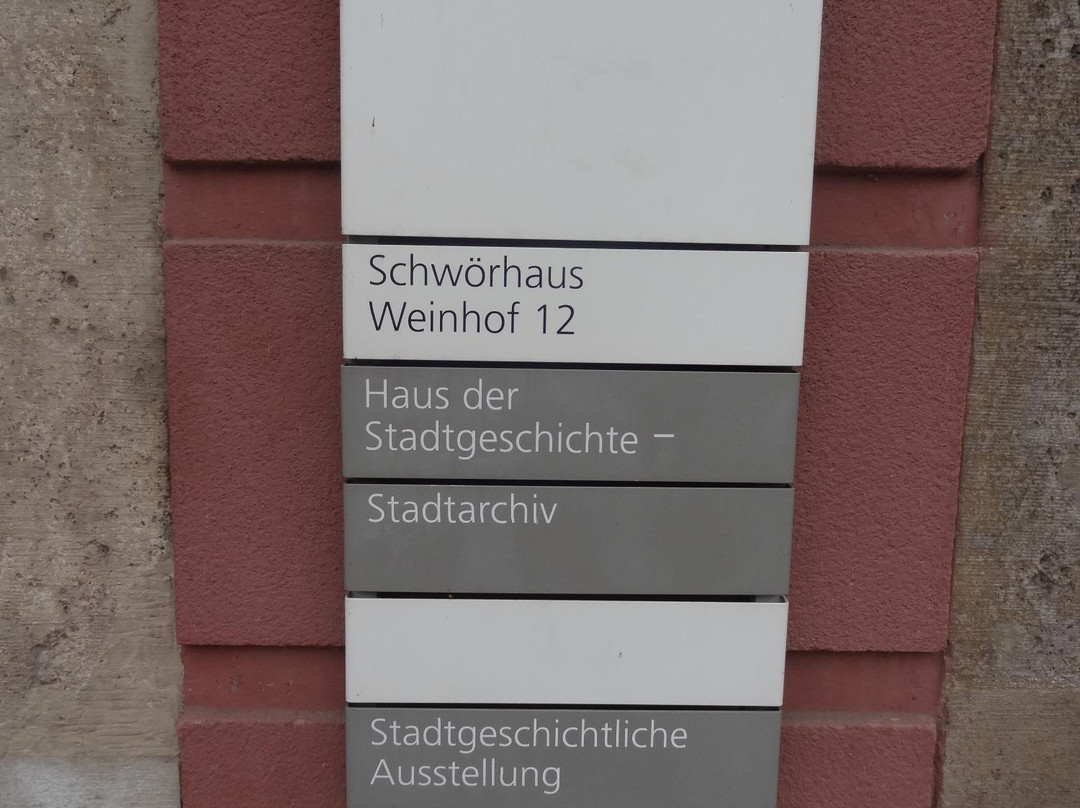 Schwörhaus
Weinhof 12
Haus der
Stadtgeschichte –
Stadtarchiv
Stadtgeschichtliche
Ausstellung